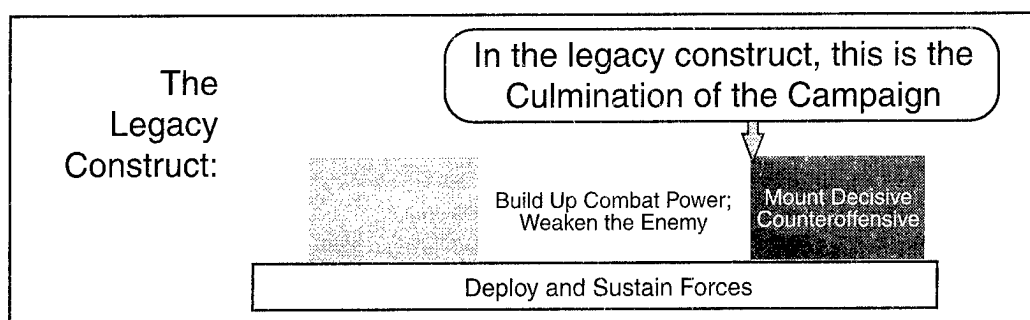 The
Legacy
Construct:
In the legacy construct, this is the
Culmination of the Campaign
Build Up Combat Power;
Weaken the Enemy
Mount Decisive
Counteroffensive
Deploy and Sustain Forces